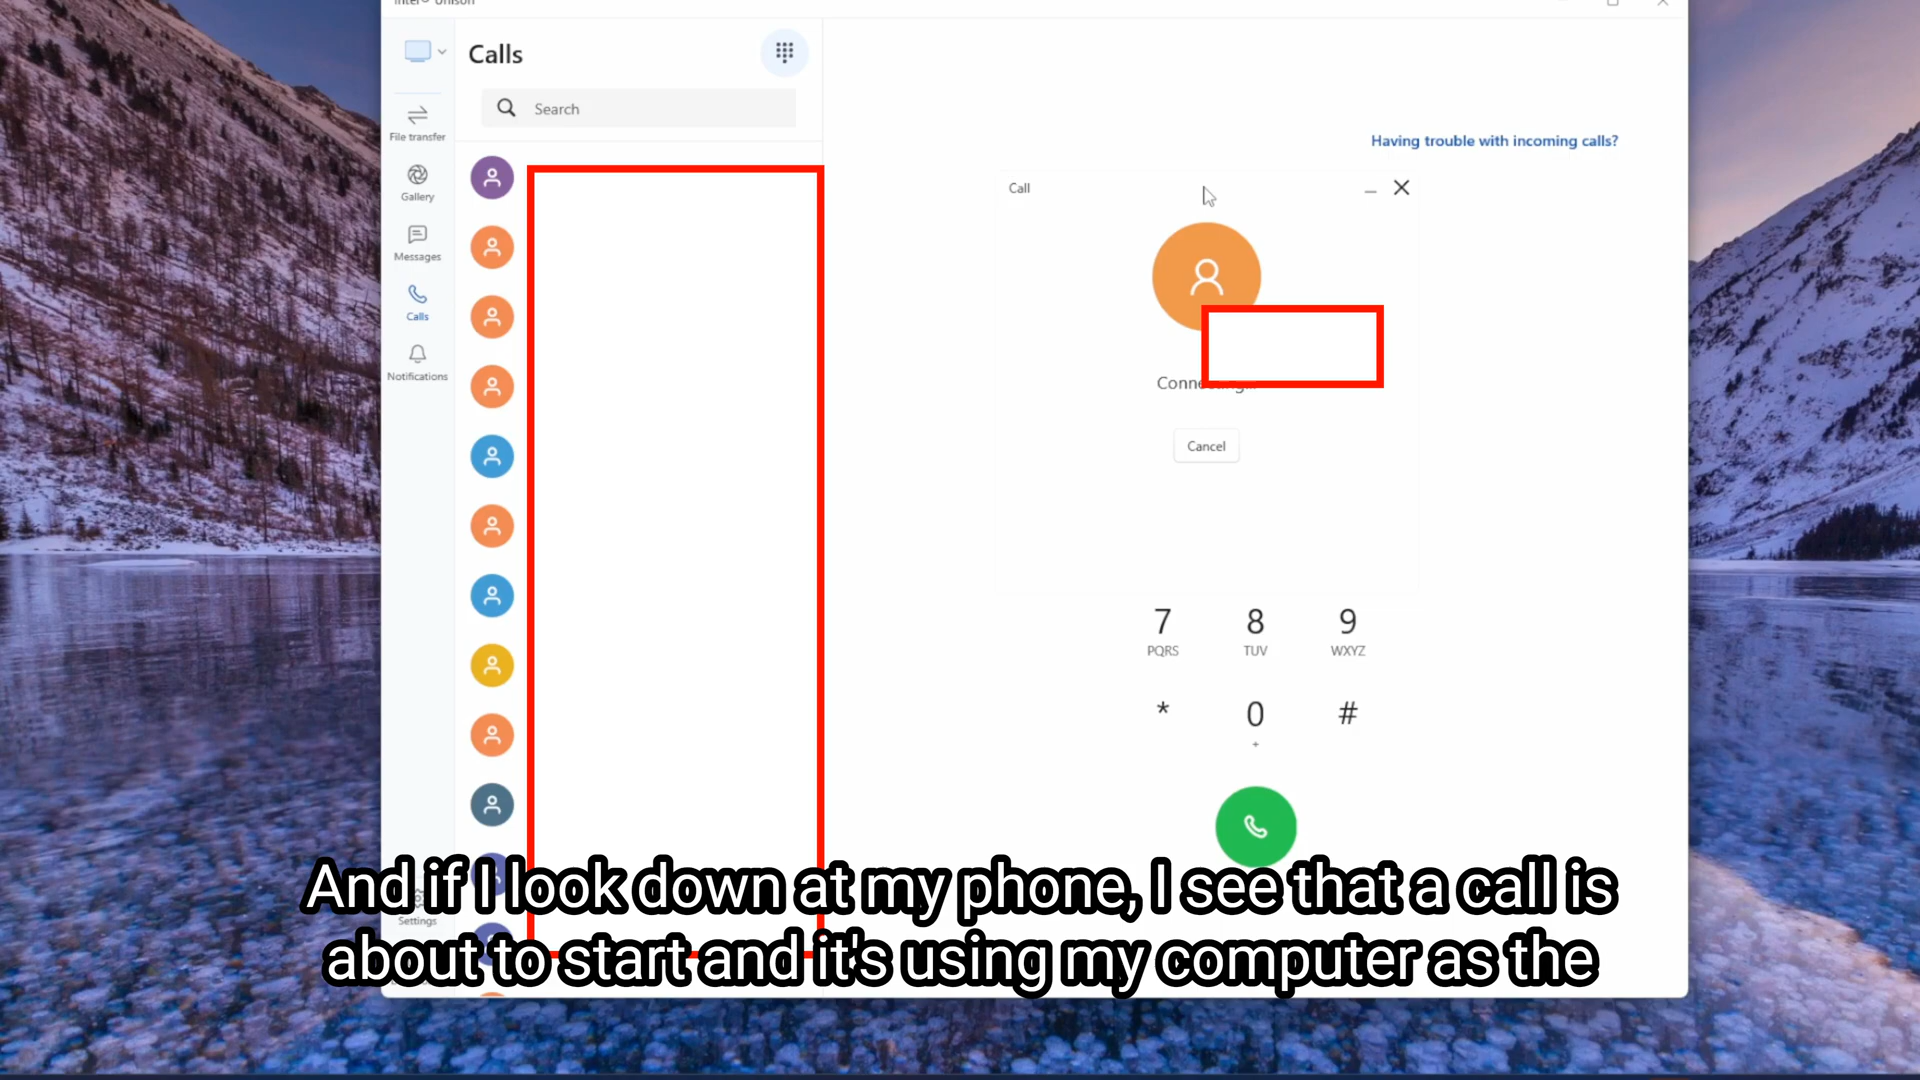 Intel® Unison
Calls
Search
File transfer
Gallery
Messages
Calls
Notifications
Settings
Having trouble with incoming calls?
Call
Cancel
7 8 9
PQRS TUV WXYZ
* 0 #
+
And if I look down at my phone, I see that a call is
about to start and it's using my computer as the